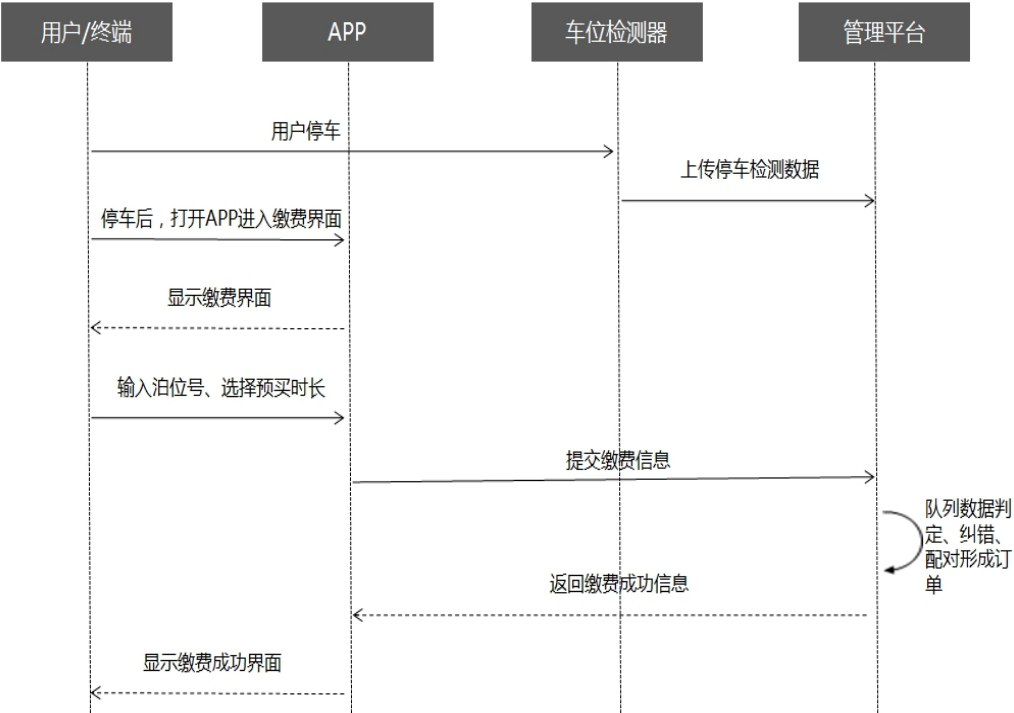 用户/终端
APP
车位检测器
管理平台
用户停车
上传停车检测数据
停车后，打开APP进入缴费界面
显示缴费界面
输入泊位号、选择预买时长
提交缴费信息
队列数据判
定、纠错、
配对形成订
单
返回缴费成功信息
显示缴费成功界面